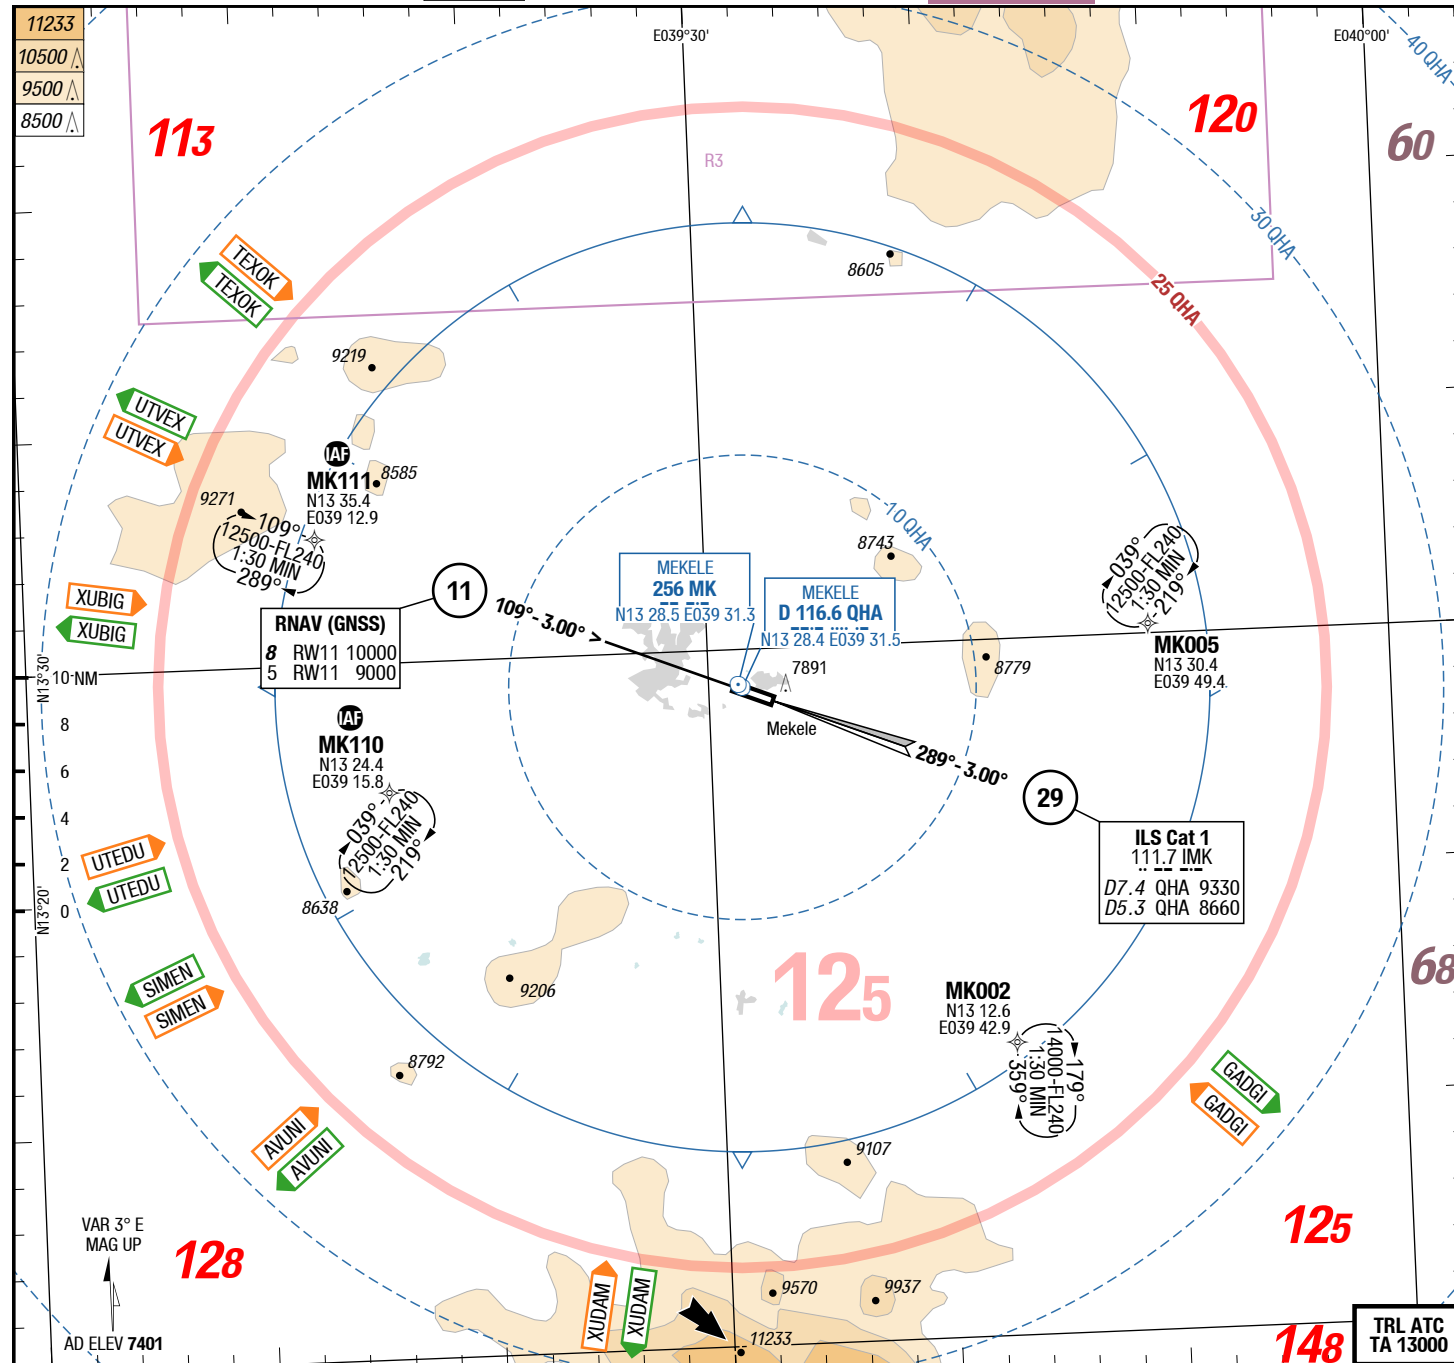 11233
10500
9500
8500
E039°30'
E040°00'
40 QHA
113
120
60
R3
30 QHA
TEXOK
TEXOK
8605
25 QHA
9219
UTVEX
UTVEX
IAF
MK111
N13 35.4
E039 12.9
8585
9271
109°
12500-FL240
1:30 MIN
289°
10 QHA
8743
039°
12500-FL240
1:30 MIN
219°
MEKELE
256 MK
N13 28.5 E039 31.3
MEKELE
D 116.6 QHA
N13 28.4 E039 31.5
XUBIG
XUBIG
11
109° - 3.00° >
RNAV (GNSS)
8 RW11 10000
5 RW11 9000
MK005
N13 30.4
E039 49.4
N13°30'
10 NM
8
6
4
2
0
7891
8779
Mekele
IAF
MK110
N13 24.4
E039 15.8
289° - 3.00°
29
039°
12500-FL240
1:30 MIN
219°
ILS Cat 1
111.7 IMK
D7.4 QHA 9330
D5.3 QHA 8660
UTEDU
UTEDU
8638
N13°20'
SIMEN
SIMEN
9206
125
68
MK002
N13 12.6
E039 42.9
179°
14000-FL240
1:30 MIN
359°
8792
GADGI
GADGI
AVUNI
AVUNI
9107
VAR 3° E
MAG UP
128
125
XUDAM
XUDAM
9570
9937
11233
AD ELEV 7401
148
TRL ATC
TA 13000